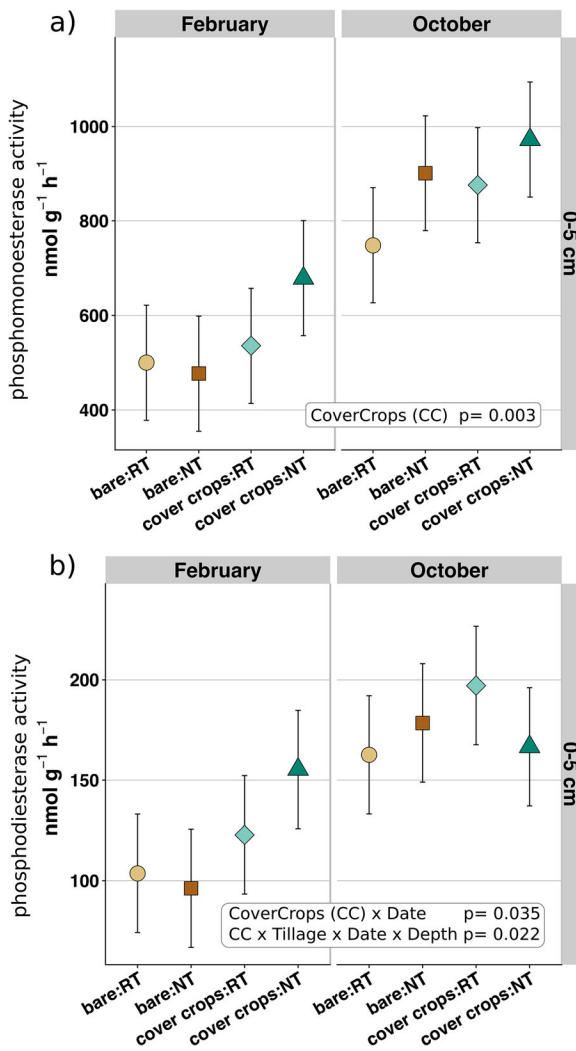 a)
February
October
phosphomonoesterase activity
nmol g⁻¹ h⁻¹
1000
800
600
400
0-5 cm
CoverCrops (CC) p= 0.003
bare:RT
bare:NT
cover crops:RT
cover crops:NT
bare:RT
bare:NT
cover crops:RT
cover crops:NT
b)
February
October
phosphodiesterase activity
nmol g⁻¹ h⁻¹
200
150
100
0-5 cm
CoverCrops (CC) x Date p= 0.035
CC x Tillage x Date x Depth p= 0.022
bare:RT
bare:NT
cover crops:RT
cover crops:NT
bare:RT
bare:NT
cover crops:RT
cover crops:NT